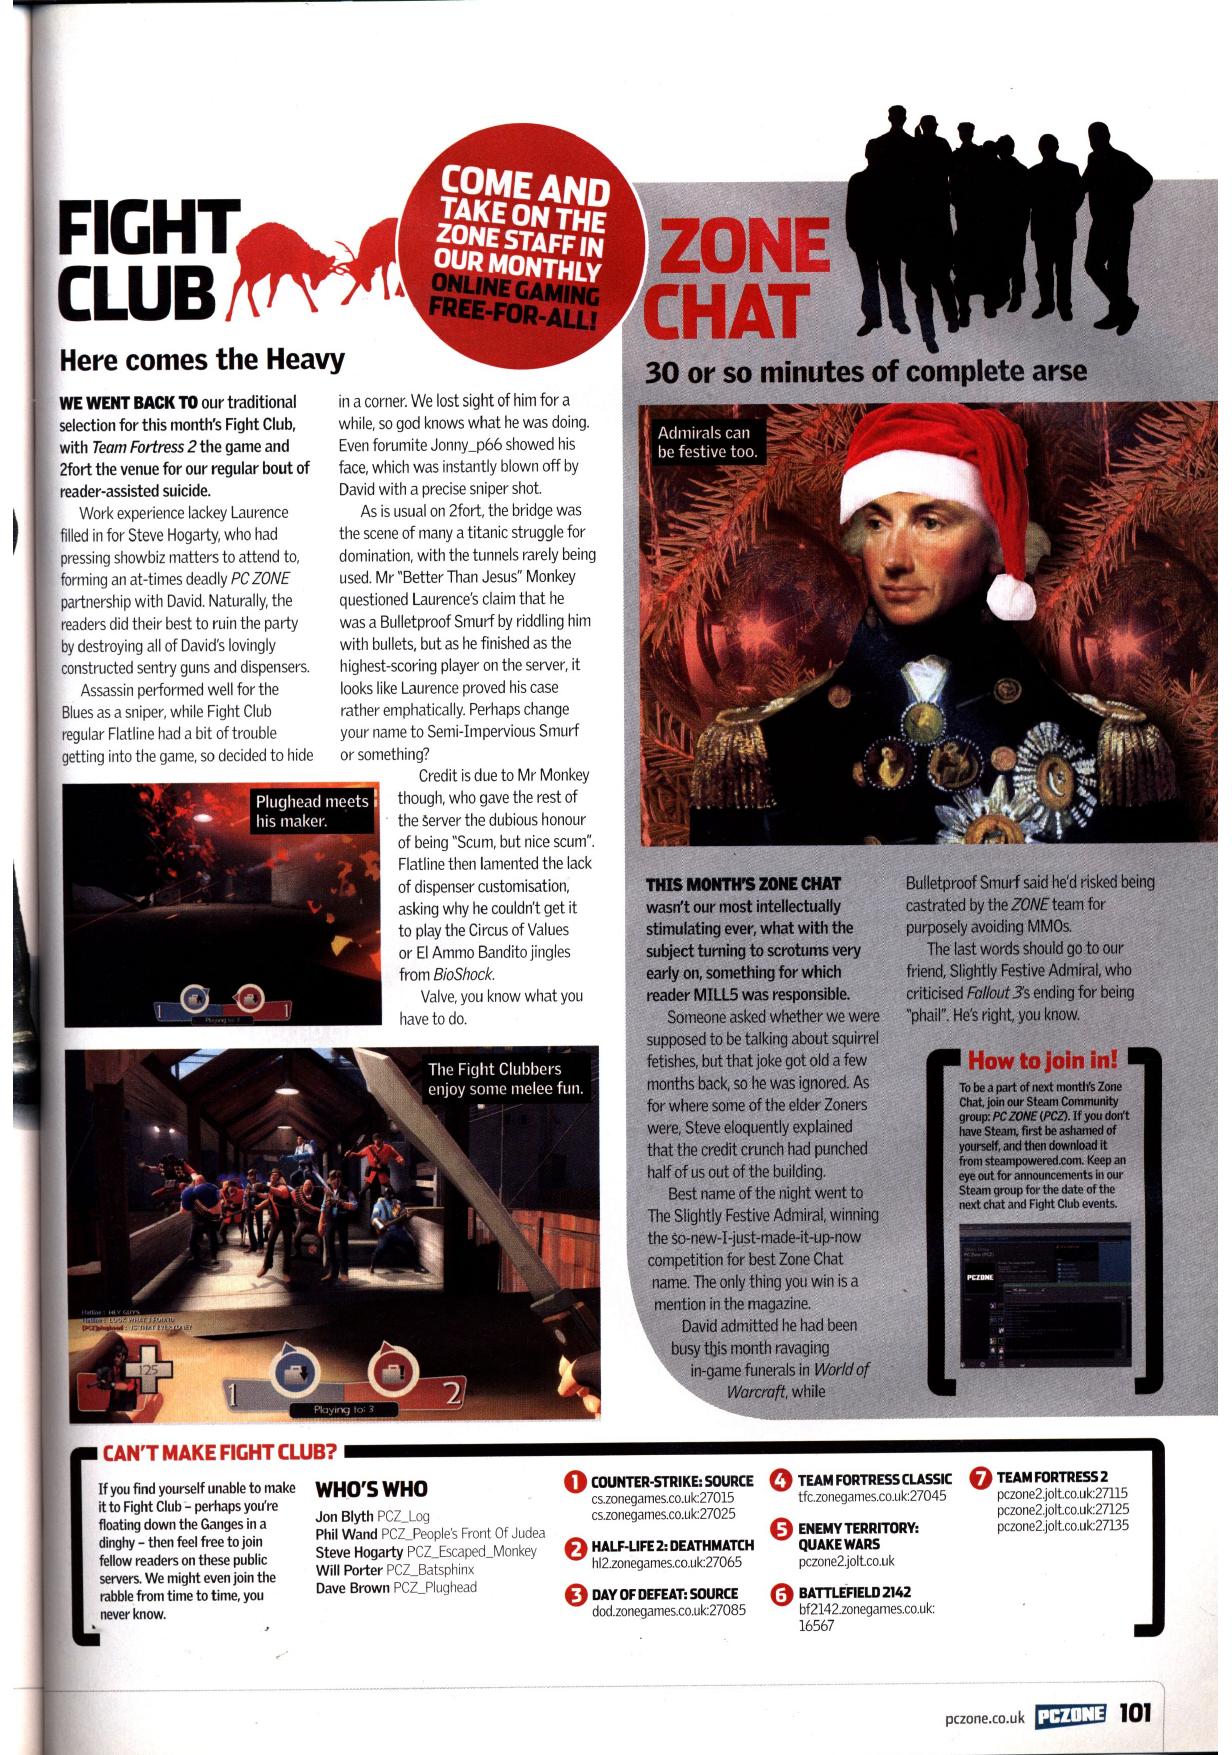 FIGHT
CLUB
COME AND
TAKE ON THE
ZONE STAFF IN
OUR MONTHLY
ONLINE GAMING
FREE-FOR-ALL!
Here comes the Heavy
WE WENT BACK TO our traditional
selection for this month's Fight Club,
with Team Fortress 2 the game and
2fort the venue for our regular bout of
reader-assisted suicide.
Work experience lackey Laurence
filled in for Steve Hogarty, who had
pressing showbiz matters to attend to,
forming an at-times deadly PC ZONE
partnership with David. Naturally, the
readers did their best to ruin the party
by destroying all of David's lovingly
constructed sentry guns and dispensers.
Assassin performed well for the
Blues as a sniper, while Fight Club
regular Flatline had a bit of trouble
getting into the game, so decided to hide
in a corner. We lost sight of him for a
while, so god knows what he was doing.
Even forumite Jonny_p66 showed his
face, which was instantly blown off by
David with a precise sniper shot.
As is usual on 2fort, the bridge was
the scene of many a titanic struggle for
domination, with the tunnels rarely being
used. Mr "Better Than Jesus" Monkey
questioned Laurence's claim that he
was a Bulletproof Smurf by riddling him
with bullets, but as he finished as the
highest-scoring player on the server, it
looks like Laurence proved his case
rather emphatically. Perhaps change
your name to Semi-Impervious Smurf
or something?
Credit is due to Mr Monkey
though, who gave the rest of
the server the dubious honour
of being "Scum, but nice scum".
Flatline then lamented the lack
of dispenser customisation,
asking why he couldn't get it
to play the Circus of Values
or El Ammo Bandito jingles
from BioShock.
Valve, you know what you
have to do.
Plughead meets
his maker.
1
1
Playing to: 3
The Fight Clubbers
enjoy some melee fun.
Flatline : HEY GUYS
Flatline : LOOK WHAT I FOUND
[PCZ]plughead : IS THAT EVERYONE?
125
1
2
Playing to: 3
ZONE
CHAT
30 or so minutes of complete arse
Admirals can
be festive too.
THIS MONTH'S ZONE CHAT
wasn't our most intellectually
stimulating ever, what with the
subject turning to scrotums very
early on, something for which
reader MILL5 was responsible.
Someone asked whether we were
supposed to be talking about squirrel
fetishes, but that joke got old a few
months back, so he was ignored. As
for where some of the elder Zoners
were, Steve eloquently explained
that the credit crunch had punched
half of us out of the building.
Best name of the night went to
The Slightly Festive Admiral, winning
the so-new-I-just-made-it-up-now
competition for best Zone Chat
name. The only thing you win is a
mention in the magazine.
David admitted he had been
busy this month ravaging
in-game funerals in World of
Warcraft, while
Bulletproof Smurf said he'd risked being
castrated by the ZONE team for
purposely avoiding MMOs.
The last words should go to our
friend, Slightly Festive Admiral, who
criticised Fallout 3's ending for being
"phail". He's right, you know.
How to join in!
To be a part of next month's Zone
Chat, join our Steam Community
group: PC ZONE (PCZ). If you don't
have Steam, first be ashamed of
yourself, and then download it
from steampowered.com. Keep an
eye out for announcements in our
Steam group for the date of the
next chat and Fight Club events.
PCZONE
CAN'T MAKE FIGHT CLUB?
If you find yourself unable to make
it to Fight Club – perhaps you're
floating down the Ganges in a
dinghy – then feel free to join
fellow readers on these public
servers. We might even join the
rabble from time to time, you
never know.
WHO'S WHO
Jon Blyth PCZ_Log
Phil Wand PCZ_People's Front Of Judea
Steve Hogarty PCZ_Escaped_Monkey
Will Porter PCZ_Batsphinx
Dave Brown PCZ_Plughead
1 COUNTER-STRIKE: SOURCE
cs.zonegames.co.uk:27015
cs.zonegames.co.uk:27025
2 HALF-LIFE 2: DEATHMATCH
hl2.zonegames.co.uk:27065
3 DAY OF DEFEAT: SOURCE
dod.zonegames.co.uk:27085
4 TEAM FORTRESS CLASSIC
tfc.zonegames.co.uk:27045
5 ENEMY TERRITORY:
QUAKE WARS
pczone2.jolt.co.uk
6 BATTLEFIELD 2142
bf2142.zonegames.co.uk:
16567
7 TEAM FORTRESS 2
pczone2.jolt.co.uk:27115
pczone2.jolt.co.uk:27125
pczone2.jolt.co.uk:27135
pczone.co.uk PCZONE 101